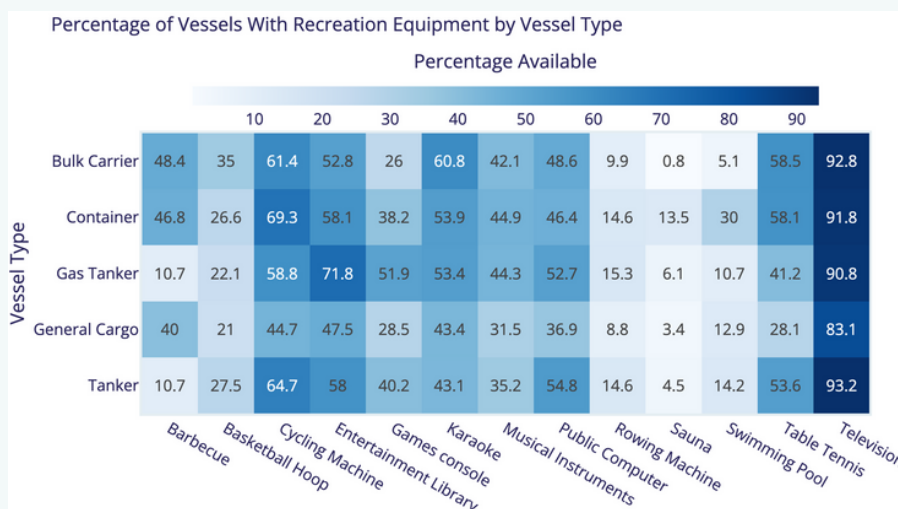 Percentage of Vessels With Recreation Equipment by Vessel Type
Percentage Available
10 20 30 40 50 60 70 80 90
Vessel Type
Bulk Carrier 48.4 35 61.4 52.8 26 60.8 42.1 48.6 9.9 0.8 5.1 58.5 92.8
Container 46.8 26.6 69.3 58.1 38.2 53.9 44.9 46.4 14.6 13.5 30 58.1 91.8
Gas Tanker 10.7 22.1 58.8 71.8 51.9 53.4 44.3 52.7 15.3 6.1 10.7 41.2 90.8
General Cargo 40 21 44.7 47.5 28.5 43.4 31.5 36.9 8.8 3.4 12.9 28.1 83.1
Tanker 10.7 27.5 64.7 58 40.2 43.1 35.2 54.8 14.6 4.5 14.2 53.6 93.2
Barbecue
Basketball Hoop
Cycling Machine
Entertainment Library
Games console
Karaoke
Musical Instruments
Public Computer
Rowing Machine
Sauna
Swimming Pool
Table Tennis
Television